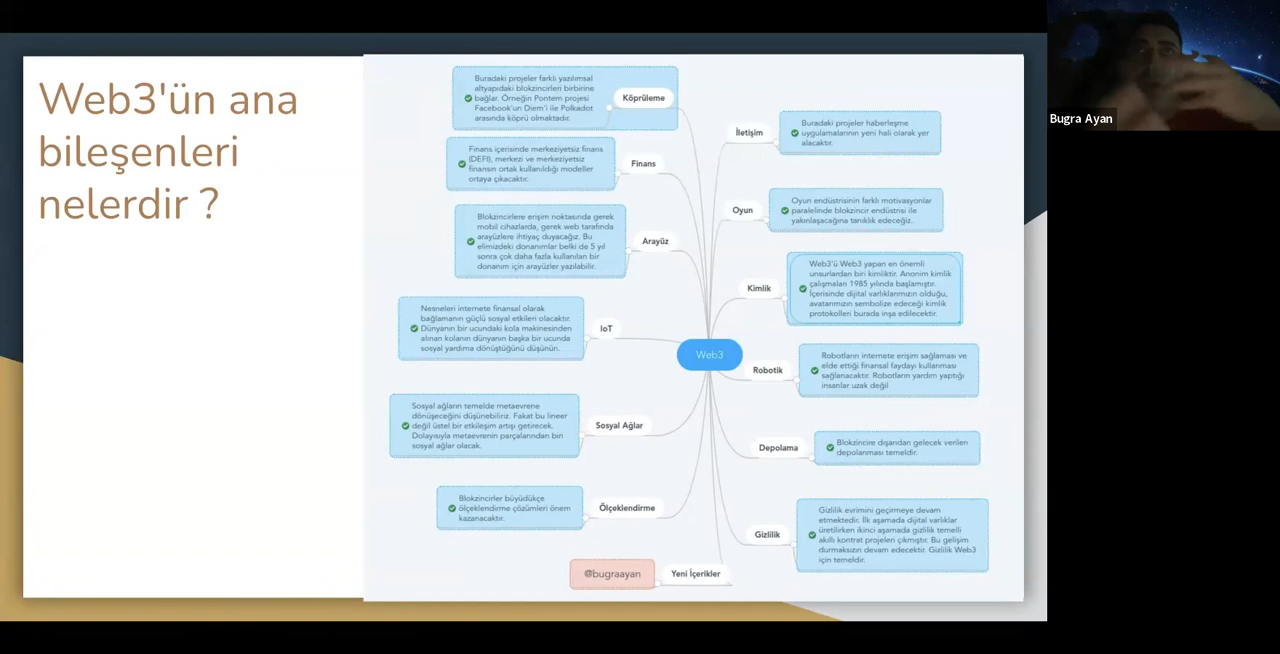 Web3'ün ana
bileşenleri
nelerdir ?
Buradaki projeler farklı yazılımsal
altyapıdaki blokzincirleri birbirine
bağlar. Örneğin Pontem projesi
Facebook'un Diem'i ile Polkadot
arasında köprü olmaktadır.
Köprüleme
Finans içerisinde merkeziyetsiz finans
(DEFI), merkezi ve merkeziyetsiz
finansın ortak kullanıldığı modeller
ortaya çıkacaktır.
Finans
Blokzincirlere erişim noktasında gerek
mobil cihazlarda, gerek web tarafında
arayüzlere ihtiyaç duyacağız. Bu
elimizdeki donanımlar belki de 5 yıl
sonra çok daha fazla kullanılan bir
donanım için arayüzler yazılabilir.
Arayüz
Nesneleri internete finansal olarak
bağlamanın güçlü sosyal etkileri olacaktır.
Dünyanın bir ucundaki kola makinesinden
alınan kolanın dünyanın başka bir ucunda
sosyal yardıma dönüştüğünü düşünün.
IoT
Sosyal ağların temelde metaevrene
dönüşeceğini düşünebiliriz. Fakat bu lineer
değil üstel bir etkileşim artışı getirecek.
Dolayısıyla metaevrenin parçalarından biri
sosyal ağlar olacak.
Sosyal Ağlar
Blokzincirler büyüdükçe
ölçeklendirme çözümleri önem
kazanacaktır.
Ölçeklendirme
@bugraayan
Yeni İçerikler
Web3
İletişim
Buradaki projeler haberleşme
uygulamalarının yeni hali olarak yer
alacaktır.
Oyun
Oyun endüstrisinin farklı motivasyonlar
paralelinde blokzincir endüstrisi ile
yakınlaşacağına tanıklık edeceğiz.
Kimlik
Web3'ü Web3 yapan en önemli
unsurlardan biri kimliktir. Anonim kimlik
çalışmaları 1985 yılında başlamıştır.
İçerisinde dijital varlıklarımızın olduğu,
avatarımızın sembolize edeceği kimlik
protokolleri burada inşa edilecektir.
Robotik
Robotların internete erişim sağlaması ve
elde ettiği finansal faydayı kullanması
sağlanacaktır. Robotların yardım yaptığı
insanlar uzak değil
Depolama
Blokzincire dışarıdan gelecek verilen
depolanması temeldir.
Gizlilik
Gizlilik evrimini geçirmeye devam
etmektedir. İlk aşamada dijital varlıklar
üretilirken ikinci aşamada gizlilik temelli
akıllı kontrat projeleri çıkmıştır. Bu gelişim
durmaksızın devam edecektir. Gizlilik Web3
için temeldir.
Bugra Ayan